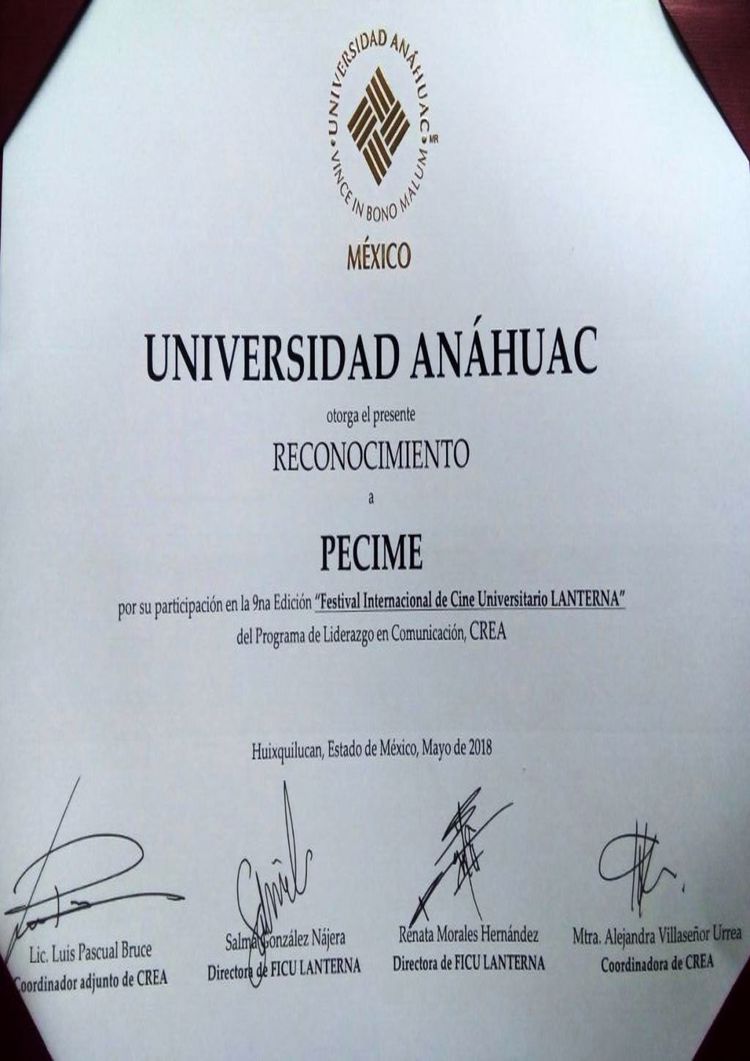 UNIVERSIDAD ANÁHUAC
VINCE IN BONO MALUM
MR
MÉXICO
UNIVERSIDAD ANÁHUAC
otorga el presente
RECONOCIMIENTO
a
PECIME
por su participación en la 9na Edición “Festival Internacional de Cine Universitario LANTERNA”
del Programa de Liderazgo en Comunicación, CREA
Huixquilucan, Estado de México, Mayo de 2018
Lic. Luis Pascual Bruce
Coordinador adjunto de CREA
Salma González Nájera
Directora de FICU LANTERNA
Renata Morales Hernández
Directora de FICU LANTERNA
Mtra. Alejandra Villaseñor Urrea
Coordinadora de CREA